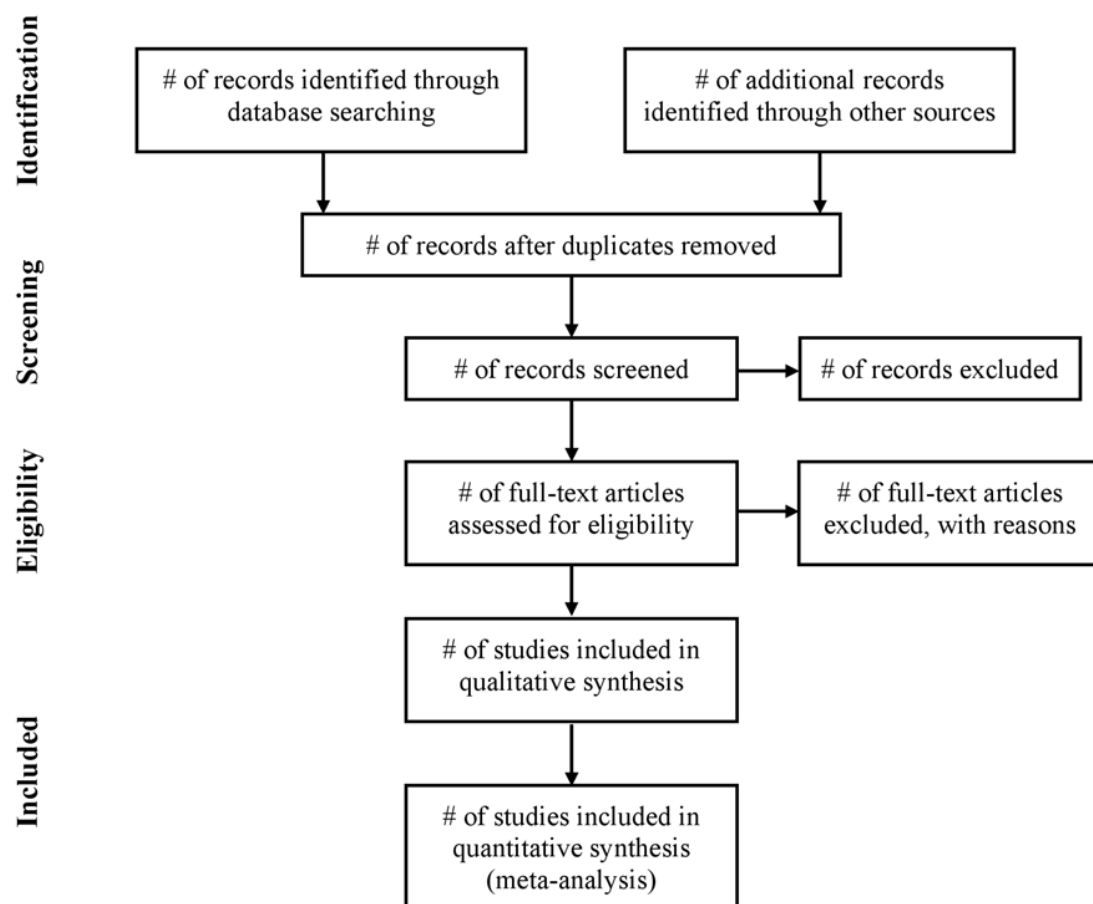 Identification
# of records identified through
database searching
# of additional records
identified through other sources
# of records after duplicates removed
Screening
# of records screened
# of records excluded
Eligibility
# of full-text articles
assessed for eligibility
# of full-text articles
excluded, with reasons
Included
# of studies included in
qualitative synthesis
# of studies included in
quantitative synthesis
(meta-analysis)